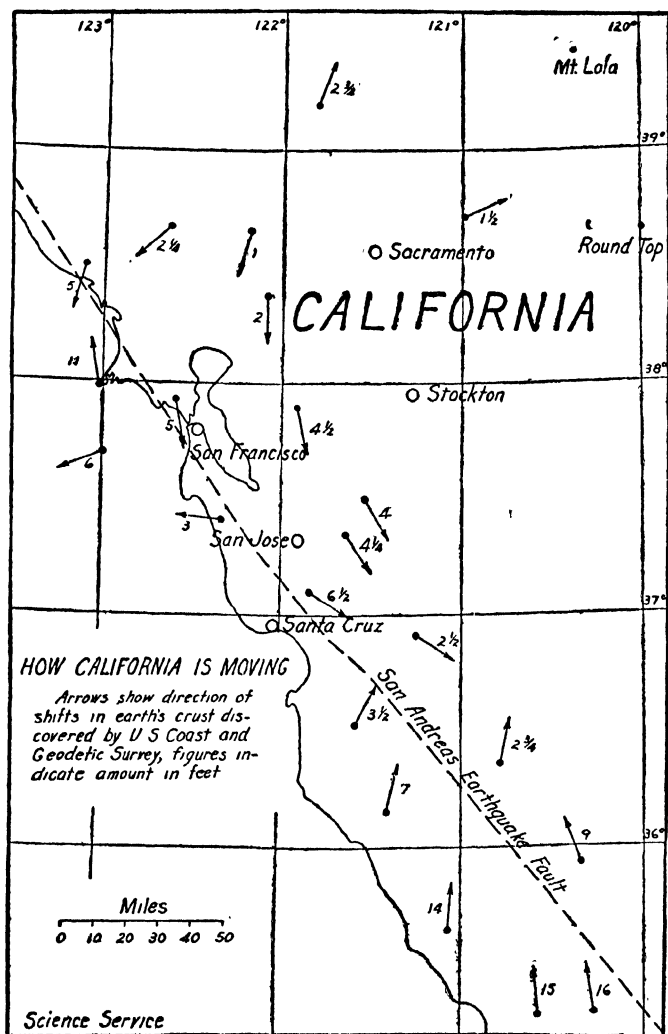 123°
122°
121°
120°
Mt. Lola
39°
1½
2¼
1
Sacramento
Round Top
5
2
CALIFORNIA
11
38°
Stockton
5
4½
San Francisco
6
4
3
San Jose
4¼
6½
37°
Santa Cruz
2½
HOW CALIFORNIA IS MOVING
Arrows show direction of
shifts in earth's crust dis-
covered by U S Coast and
Geodetic Survey, figures in-
dicate amount in feet
San Andreas Earthquake Fault
3½
2¾
7
9
36°
14
Miles
0 10 20 30 40 50
15
16
Science Service